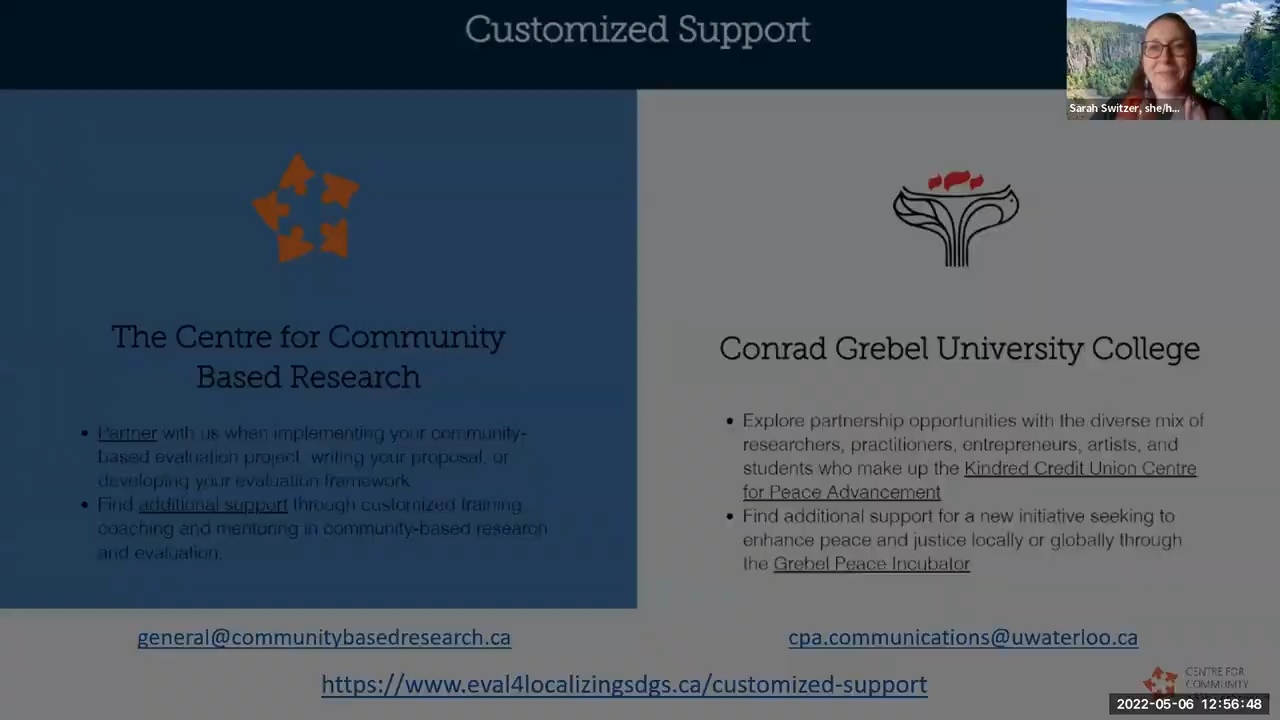 Customized Support
Sarah Switzer, she/h...
The Centre for Community
Based Research
Partner with us when implementing your community-
based evaluation project, writing your proposal, or
developing your evaluation framework
Find additional support through customized training,
coaching and mentoring in community-based research
and evaluation.
general@communitybasedresearch.ca
Conrad Grebel University College
Explore partnership opportunities with the diverse mix of
researchers, practitioners, entrepreneurs, artists, and
students who make up the Kindred Credit Union Centre
for Peace Advancement
Find additional support for a new initiative seeking to
enhance peace and justice locally or globally through
the Grebel Peace Incubator
cpa.communications@uwaterloo.ca
https://www.eval4localizingsdgs.ca/customized-support
CENTRE FOR
COMMUNITY
2022-05-06 12:56:48